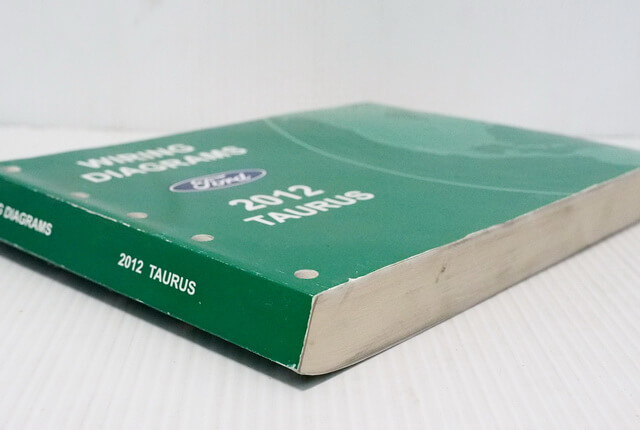 WIRING
DIAGRAMS
Ford
2012
TAURUS
G DIAGRAMS
2012 TAURUS